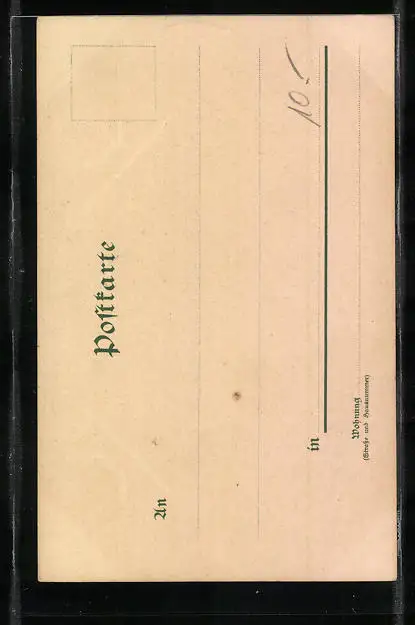 Postkarte
An
in
Wohnung
(Straße und Hausnummer)
10.-